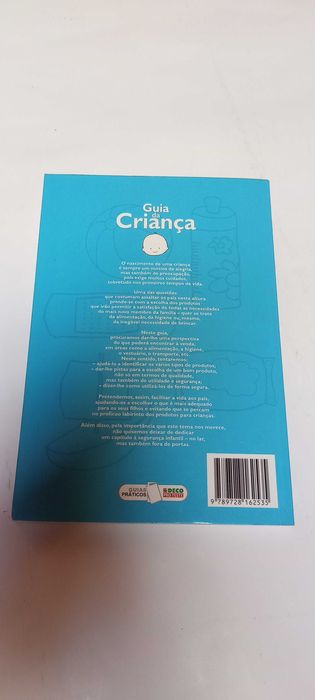 Guia
da
Criança
O nascimento de uma criança
é sempre um motivo de alegria,
mas também de preocupação,
pois exige muitos cuidados,
sobretudo nos primeiros tempos de vida.
Uma das questões
que costumam assaltar os pais nesta altura
prende-se com a escolha dos produtos
que irão permitir a satisfação de todas as necessidades
do mais novo membro da família – quer se trate
da alimentação, da higiene ou, mesmo,
da inegável necessidade de brincar.
Neste guia,
procuramos dar-lhe uma perspectiva
do que poderá encontrar à venda,
em áreas como a alimentação, a higiene,
o vestuário, o transporte, etc.
Neste sentido, tentaremos:
– ajudá-lo a identificar os vários tipos de produtos;
– dar-lhe pistas para a escolha de um bom produto,
não só em termos de qualidade,
mas também de utilidade e segurança;
– dizer-lhe como utilizá-los de forma segura.
Pretendemos, assim, facilitar a vida aos pais,
ajudando-os a escolher o que é mais adequado
para os seus filhos e evitando que se percam
no prolixo labirinto dos produtos para crianças.
Além disso, pela importância que este tema nos merece,
não quisemos deixar de dedicar
um capítulo à segurança infantil – no lar,
mas também fora de portas.
GUIAS
PRÁTICOS
DECO
PROTESTE
9 789728 162535